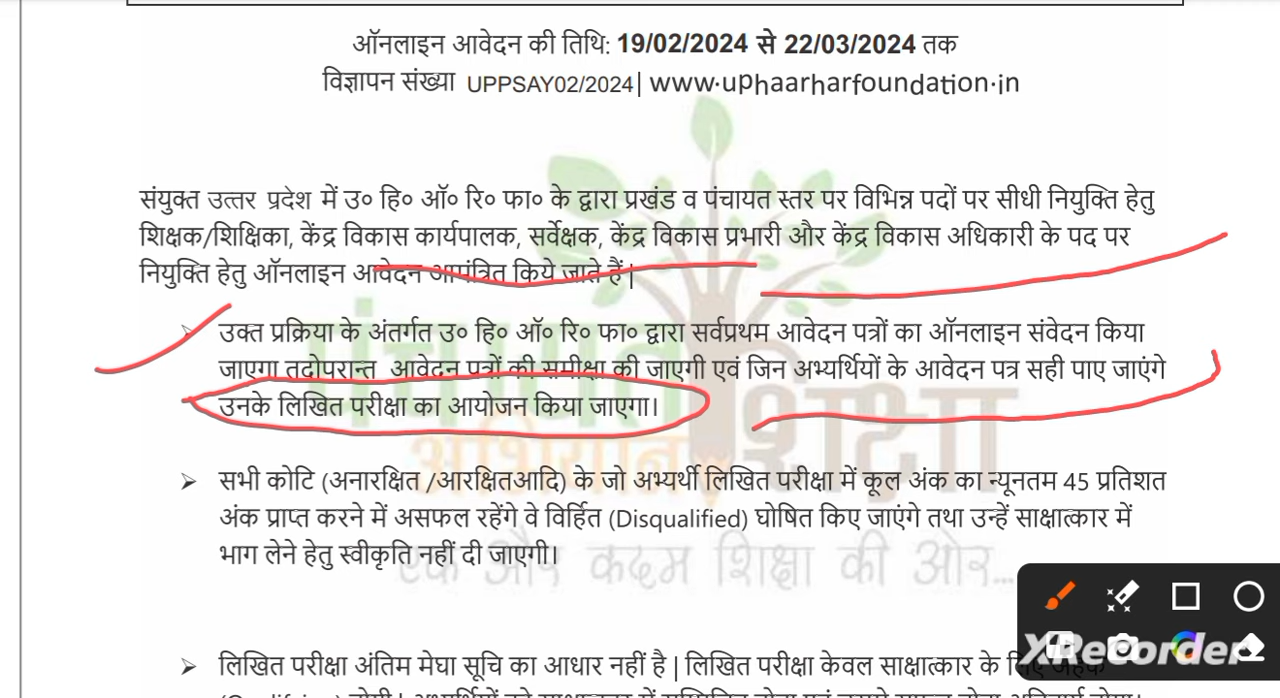 ऑनलाइन आवेदन की तिथि: 19/02/2024 से 22/03/2024 तक
विज्ञापन संख्या UPPSAY02/2024| www.uphaarharfoundation.in
संयुक्त उत्तर प्रदेश में उ० हि० ऑ० रि० फा० के द्वारा प्रखंड व पंचायत स्तर पर विभिन्न पदों पर सीधी नियुक्ति हेतु
शिक्षक/शिक्षिका, केंद्र विकास कार्यपालक, सर्वेक्षक, केंद्र विकास प्रभारी और केंद्र विकास अधिकारी के पद पर
नियुक्ति हेतु ऑनलाइन आवेदन आमंत्रित किये जाते हैं|
➢ उक्त प्रक्रिया के अंतर्गत उ० हि० ऑ० रि० फा० द्वारा सर्वप्रथम आवेदन पत्रों का ऑनलाइन संवेदन किया
जाएगा तदोपरान्त आवेदन पत्रों की समीक्षा की जाएगी एवं जिन अभ्यर्थियों के आवेदन पत्र सही पाए जाएंगे
उनके लिखित परीक्षा का आयोजन किया जाएगा।
पंचायत शिक्षा
अभियान
➢ सभी कोटि (अनारक्षित /आरक्षितआदि) के जो अभ्यर्थी लिखित परीक्षा में कूल अंक का न्यूनतम 45 प्रतिशत
अंक प्राप्त करने में असफल रहेंगे वे विर्हित (Disqualified) घोषित किए जाएंगे तथा उन्हें साक्षात्कार में
भाग लेने हेतु स्वीकृति नहीं दी जाएगी।
एक और कदम शिक्षा की ओर...
➢ लिखित परीक्षा अंतिम मेघा सूचि का आधार नहीं है | लिखित परीक्षा केवल साक्षात्कार के
XRecorder